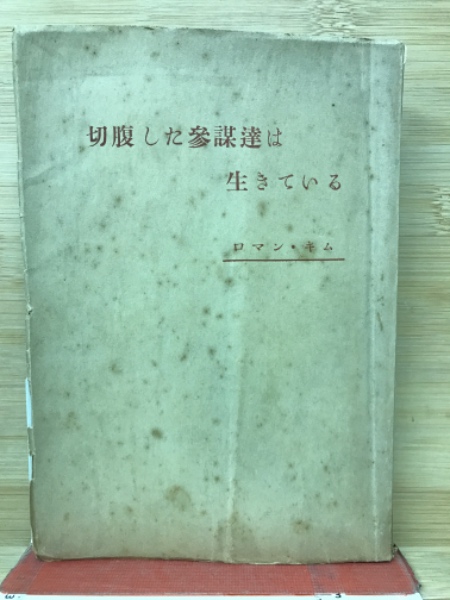 切腹した參謀達は
生きている
ロマン・キム